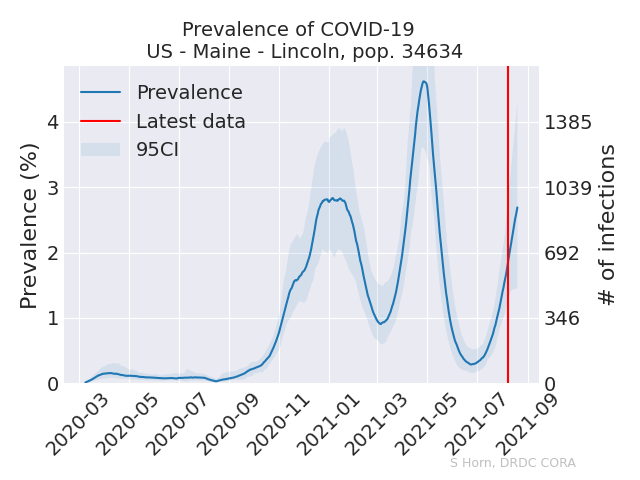 Prevalence of COVID-19
US - Maine - Lincoln, pop. 34634
Prevalence
Latest data
95CI
Prevalence (%)
4
3
2
1
0
1385
1039
692
346
0
# of infections
2020-03
2020-05
2020-07
2020-09
2020-11
2021-01
2021-03
2021-05
2021-07
2021-09
S Horn, DRDC CORA